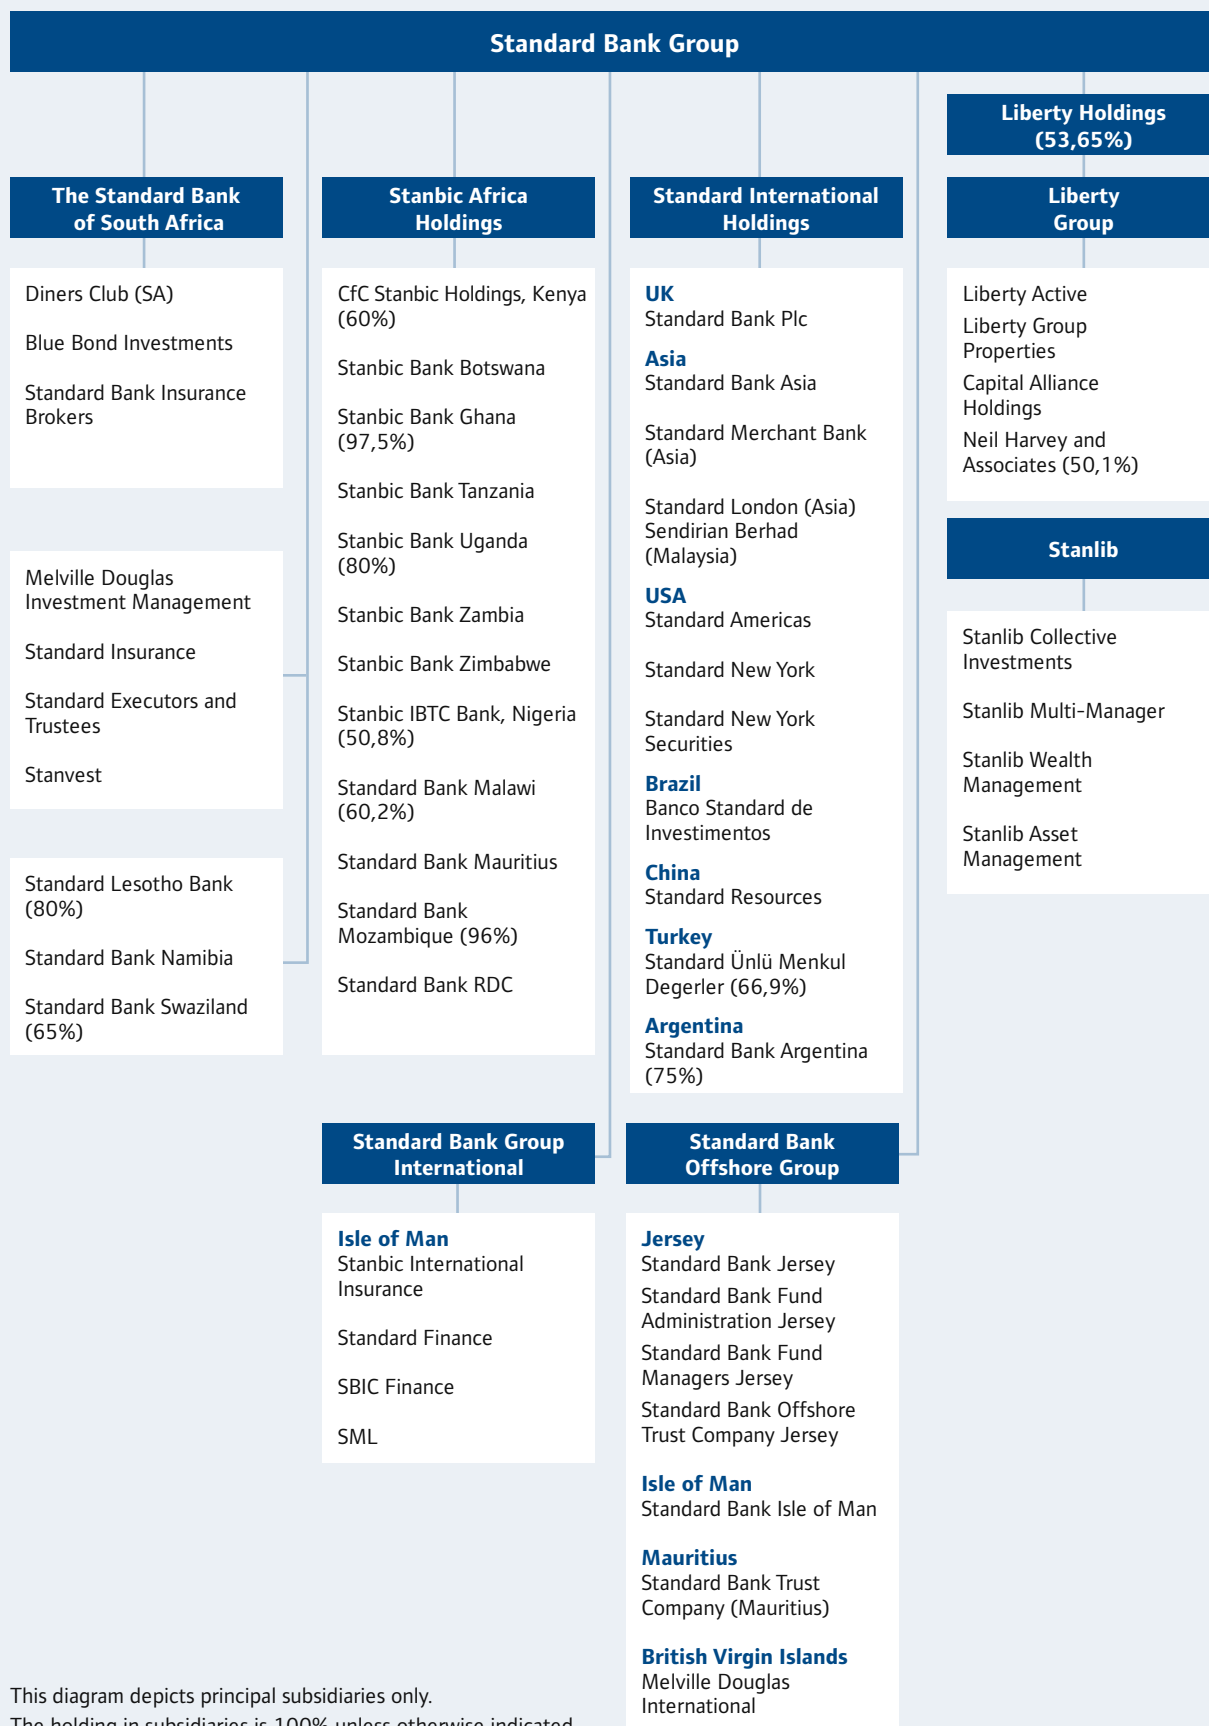 Standard Bank Group
The Standard Bank
of South Africa
Diners Club (SA)
Blue Bond Investments
Standard Bank Insurance
Brokers
Melville Douglas
Investment Management
Standard Insurance
Standard Executors and
Trustees
Stanvest
Standard Lesotho Bank
(80%)
Standard Bank Namibia
Standard Bank Swaziland
(65%)
Stanbic Africa
Holdings
CfC Stanbic Holdings, Kenya
(60%)
Stanbic Bank Botswana
Stanbic Bank Ghana
(97,5%)
Stanbic Bank Tanzania
Stanbic Bank Uganda
(80%)
Stanbic Bank Zambia
Stanbic Bank Zimbabwe
Stanbic IBTC Bank, Nigeria
(50,8%)
Standard Bank Malawi
(60,2%)
Standard Bank Mauritius
Standard Bank
Mozambique (96%)
Standard Bank RDC
Standard International
Holdings
UK
Standard Bank Plc
Asia
Standard Bank Asia
Standard Merchant Bank
(Asia)
Standard London (Asia)
Sendirian Berhad
(Malaysia)
USA
Standard Americas
Standard New York
Standard New York
Securities
Brazil
Banco Standard de
Investimentos
China
Standard Resources
Turkey
Standard Ünlü Menkul
Degerler (66,9%)
Argentina
Standard Bank Argentina
(75%)
Liberty Holdings
(53,65%)
Liberty
Group
Liberty Active
Liberty Group
Properties
Capital Alliance
Holdings
Neil Harvey and
Associates (50,1%)
Stanlib
Stanlib Collective
Investments
Stanlib Multi-Manager
Stanlib Wealth
Management
Stanlib Asset
Management
Standard Bank Group
International
Isle of Man
Stanbic International
Insurance
Standard Finance
SBIC Finance
SML
Standard Bank
Offshore Group
Jersey
Standard Bank Jersey
Standard Bank Fund
Administration Jersey
Standard Bank Fund
Managers Jersey
Standard Bank Offshore
Trust Company Jersey
Isle of Man
Standard Bank Isle of Man
Mauritius
Standard Bank Trust
Company (Mauritius)
British Virgin Islands
Melville Douglas
International
This diagram depicts principal subsidiaries only.
The holding in subsidiaries is 100% unless otherwise indicated